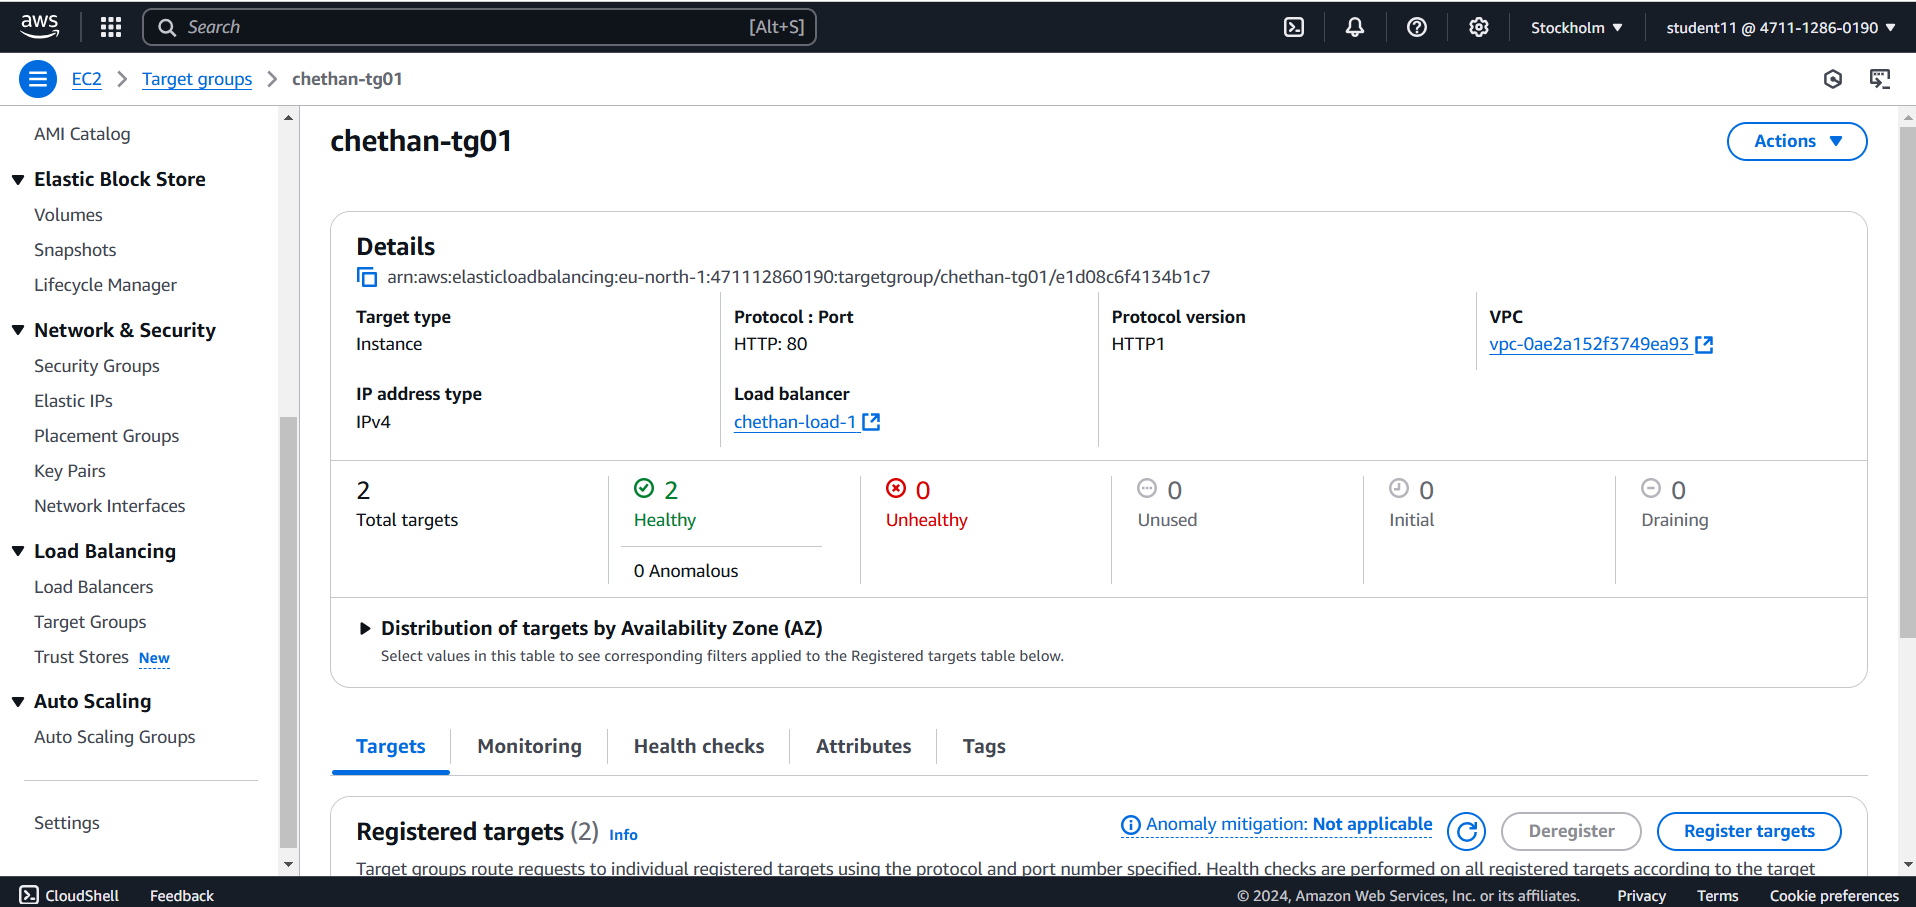 aws
Search
[Alt+S]
Stockholm
student11 @ 4711-1286-0190
EC2
Target groups
chethan-tg01
AMI Catalog
Elastic Block Store
Volumes
Snapshots
Lifecycle Manager
Network & Security
Security Groups
Elastic IPs
Placement Groups
Key Pairs
Network Interfaces
Load Balancing
Load Balancers
Target Groups
Trust Stores New
Auto Scaling
Auto Scaling Groups
Settings
chethan-tg01
Actions
Details
arn:aws:elasticloadbalancing:eu-north-1:471112860190:targetgroup/chethan-tg01/e1d08c6f4134b1c7
Target type
Instance
Protocol : Port
HTTP: 80
Protocol version
HTTP1
VPC
vpc-0ae2a152f3749ea93
IP address type
IPv4
Load balancer
chethan-load-1
2
Total targets
2
Healthy
0 Anomalous
0
Unhealthy
0
Unused
0
Initial
0
Draining
Distribution of targets by Availability Zone (AZ)
Select values in this table to see corresponding filters applied to the Registered targets table below.
Targets
Monitoring
Health checks
Attributes
Tags
Registered targets (2) Info
Anomaly mitigation: Not applicable
Deregister
Register targets
Target groups route requests to individual registered targets using the protocol and port number specified. Health checks are performed on all registered targets according to the target
CloudShell
Feedback
© 2024, Amazon Web Services, Inc. or its affiliates.
Privacy
Terms
Cookie preferences